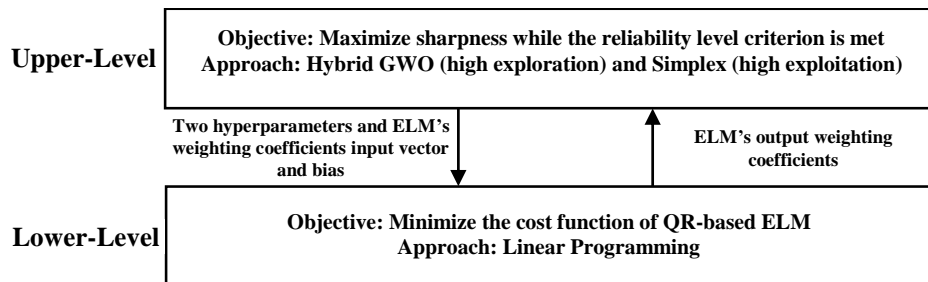 Upper-Level
Objective: Maximize sharpness while the reliability level criterion is met
Approach: Hybrid GWO (high exploration) and Simplex (high exploitation)
Two hyperparameters and ELM's
weighting coefficients input vector
and bias
ELM's output weighting
coefficients
Lower-Level
Objective: Minimize the cost function of QR-based ELM
Approach: Linear Programming